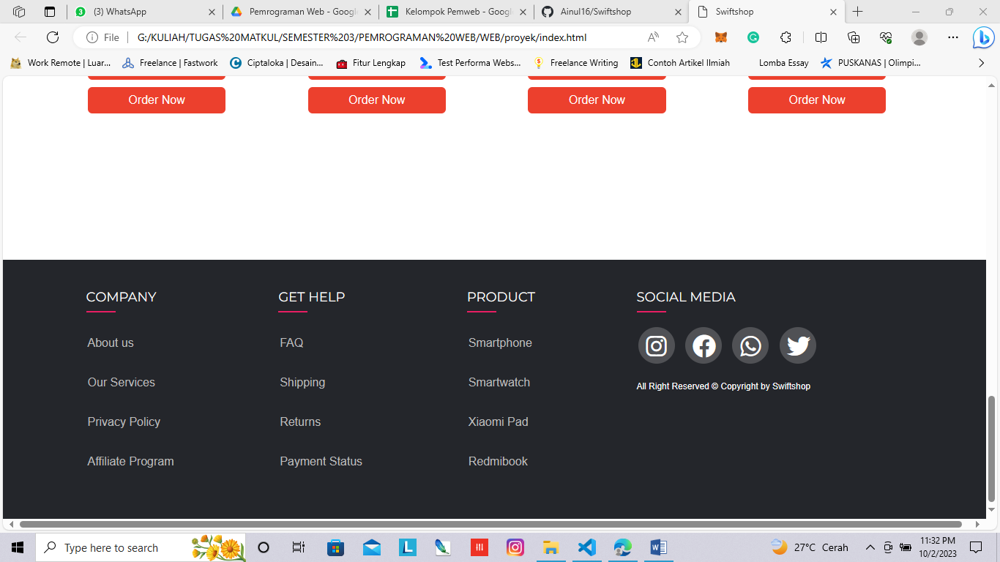 (3) WhatsApp
Pemrograman Web - Googl
Kelompok Pemweb - Googl
Ainul16/Swiftshop
Swiftshop
File
G:/KULIAH/TUGAS%20MATKUL/SEMESTER%203/PEMROGRAMAN%20WEB/WEB/proyek/index.html
Work Remote | Luar...
Freelance | Fastwork
Ciptaloka | Desain...
Fitur Lengkap
Test Performa Webs...
Freelance Writing
Contoh Artikel Ilmiah
Lomba Essay
PUSKANAS | Olimpi...
Order Now
Order Now
Order Now
Order Now
COMPANY
About us
Our Services
Privacy Policy
Affiliate Program
GET HELP
FAQ
Shipping
Returns
Payment Status
PRODUCT
Smartphone
Smartwatch
Xiaomi Pad
Redmibook
SOCIAL MEDIA
All Right Reserved © Copyright by Swiftshop
Type here to search
27°C Cerah
11:32 PM
10/2/2023